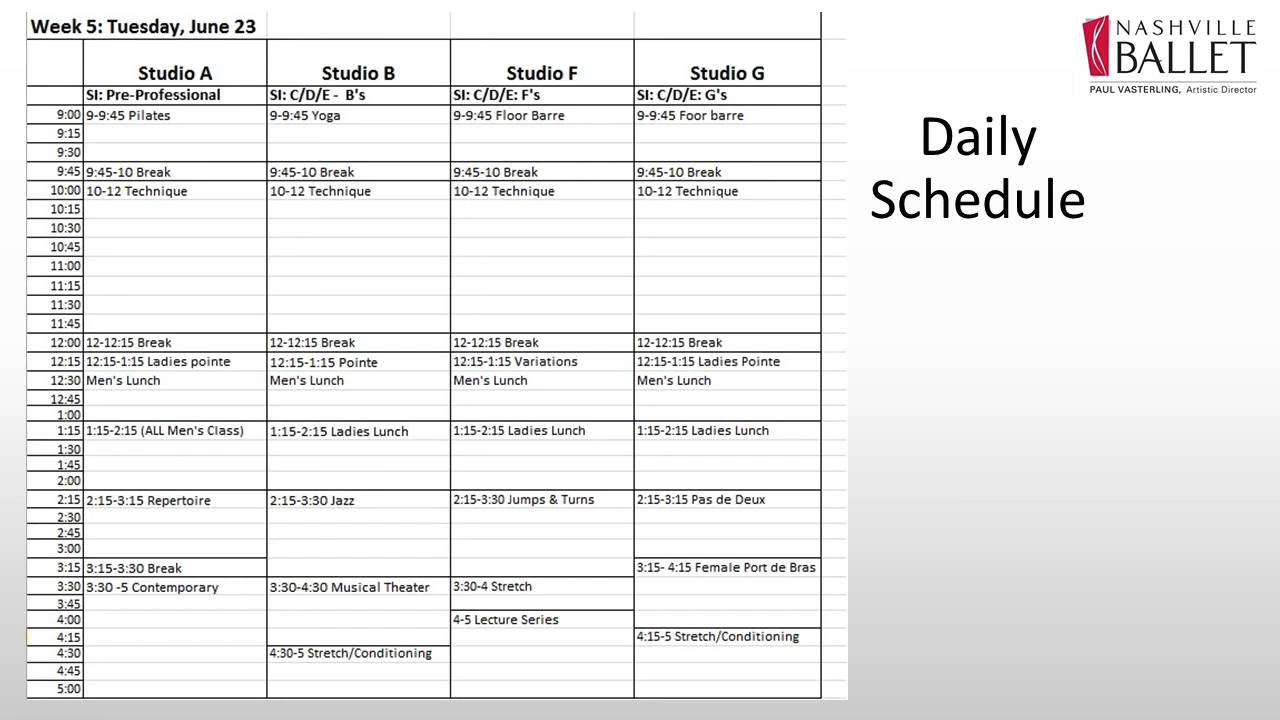 Week 5: Tuesday, June 23
Studio A Studio B Studio F Studio G
SI: Pre-Professional SI: C/D/E - B's SI: C/D/E: F's SI: C/D/E: G's
9:00 9-9:45 Pilates 9-9:45 Yoga 9-9:45 Floor Barre 9-9:45 Foor barre
9:15
9:30
9:45 9:45-10 Break 9:45-10 Break 9:45-10 Break 9:45-10 Break
10:00 10-12 Technique 10-12 Technique 10-12 Technique 10-12 Technique
10:15
10:30
10:45
11:00
11:15
11:30
11:45
12:00 12-12:15 Break 12-12:15 Break 12-12:15 Break 12-12:15 Break
12:15 12:15-1:15 Ladies pointe 12:15-1:15 Pointe 12:15-1:15 Variations 12:15-1:15 Ladies Pointe
12:30 Men's Lunch Men's Lunch Men's Lunch Men's Lunch
12:45
1:00
1:15 1:15-2:15 (ALL Men's Class) 1:15-2:15 Ladies Lunch 1:15-2:15 Ladies Lunch 1:15-2:15 Ladies Lunch
1:30
1:45
2:00
2:15 2:15-3:15 Repertoire 2:15-3:30 Jazz 2:15-3:30 Jumps & Turns 2:15-3:15 Pas de Deux
2:30
2:45
3:00
3:15 3:15-3:30 Break 3:15- 4:15 Female Port de Bras
3:30 3:30 -5 Contemporary 3:30-4:30 Musical Theater 3:30-4 Stretch
3:45
4:00 4-5 Lecture Series
4:15 4:15-5 Stretch/Conditioning
4:30 4:30-5 Stretch/Conditioning
4:45
5:00
NASHVILLE
BALLET
PAUL VASTERLING, Artistic Director
Daily
Schedule